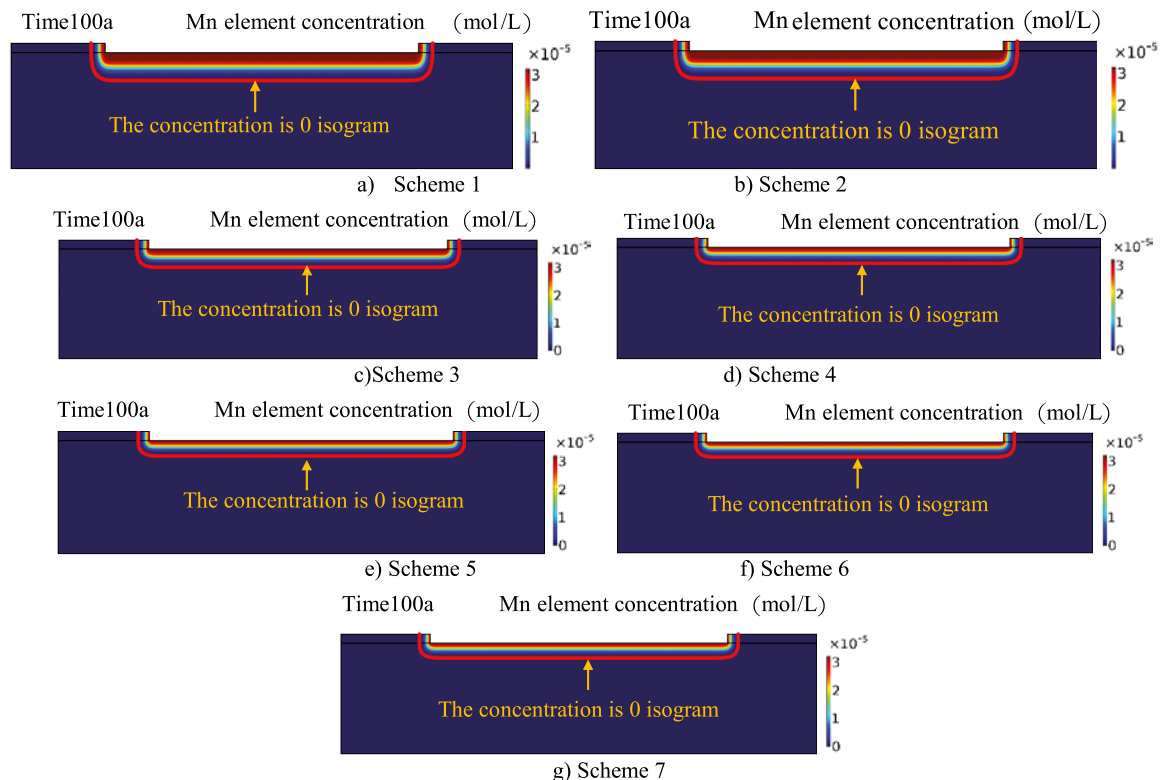 Time100a Mn element concentration (mol/L)
×10-5
3
2
1
The concentration is 0 isogram
a) Scheme 1
Time100a Mn element concentration (mol/L)
×10-5
3
2
1
The concentration is 0 isogram
b) Scheme 2
Time100a Mn element concentration (mol/L)
×10-5
3
2
1
0
The concentration is 0 isogram
c)Scheme 3
Time100a Mn element concentration (mol/L)
×10-5
3
2
1
0
The concentration is 0 isogram
d) Scheme 4
Time100a Mn element concentration (mol/L)
×10-5
3
2
1
0
The concentration is 0 isogram
e) Scheme 5
Time100a Mn element concentration (mol/L)
×10-5
3
2
1
0
The concentration is 0 isogram
f) Scheme 6
Time100a Mn element concentration (mol/L)
×10-5
3
2
1
0
The concentration is 0 isogram
g) Scheme 7